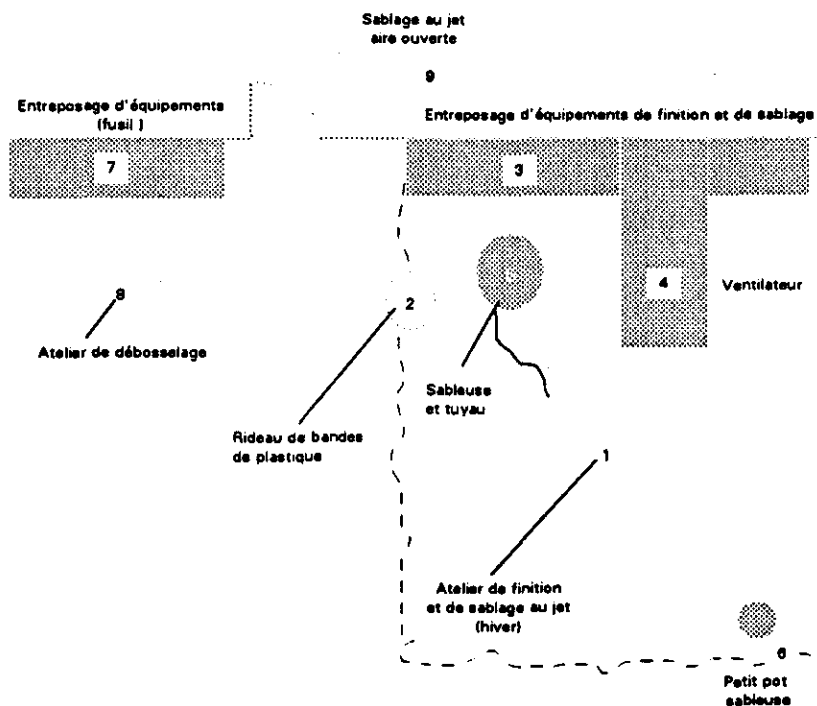 Sablage au jet
aire ouverte
9
Entreposage d'équipements
(fusil )
Entreposage d'équipements de finition et de sablage
7
3
4
Ventilateur
8
2
Atelier de débosselage
Sableuse
et tuyau
Rideau de bandes
de plastique
1
Atelier de finition
et de sablage au jet
(hiver)
6
Petit pot
sableuse